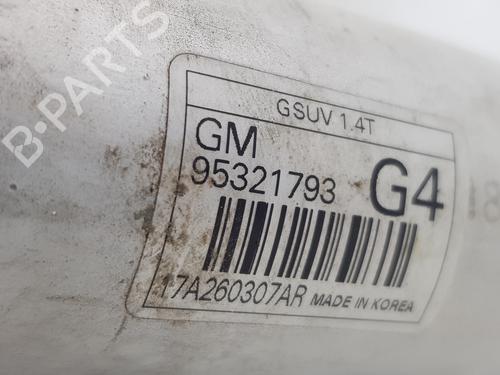 B-PARTS
GSUV 1.4T
GM
95321793
G4
17A260307AR MADE IN KOREA